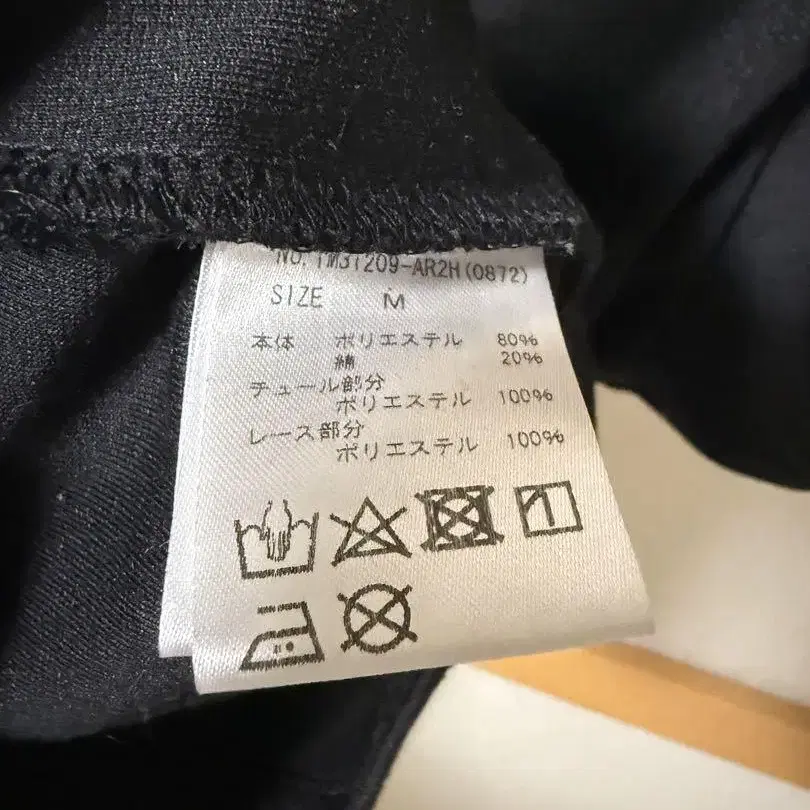 NO. TM31209-AR2H(0872)
SIZE M
本体 ポリエステル 80%
綿 20%
チュール部分
ポリエステル 100%
レース部分
ポリエステル 100%